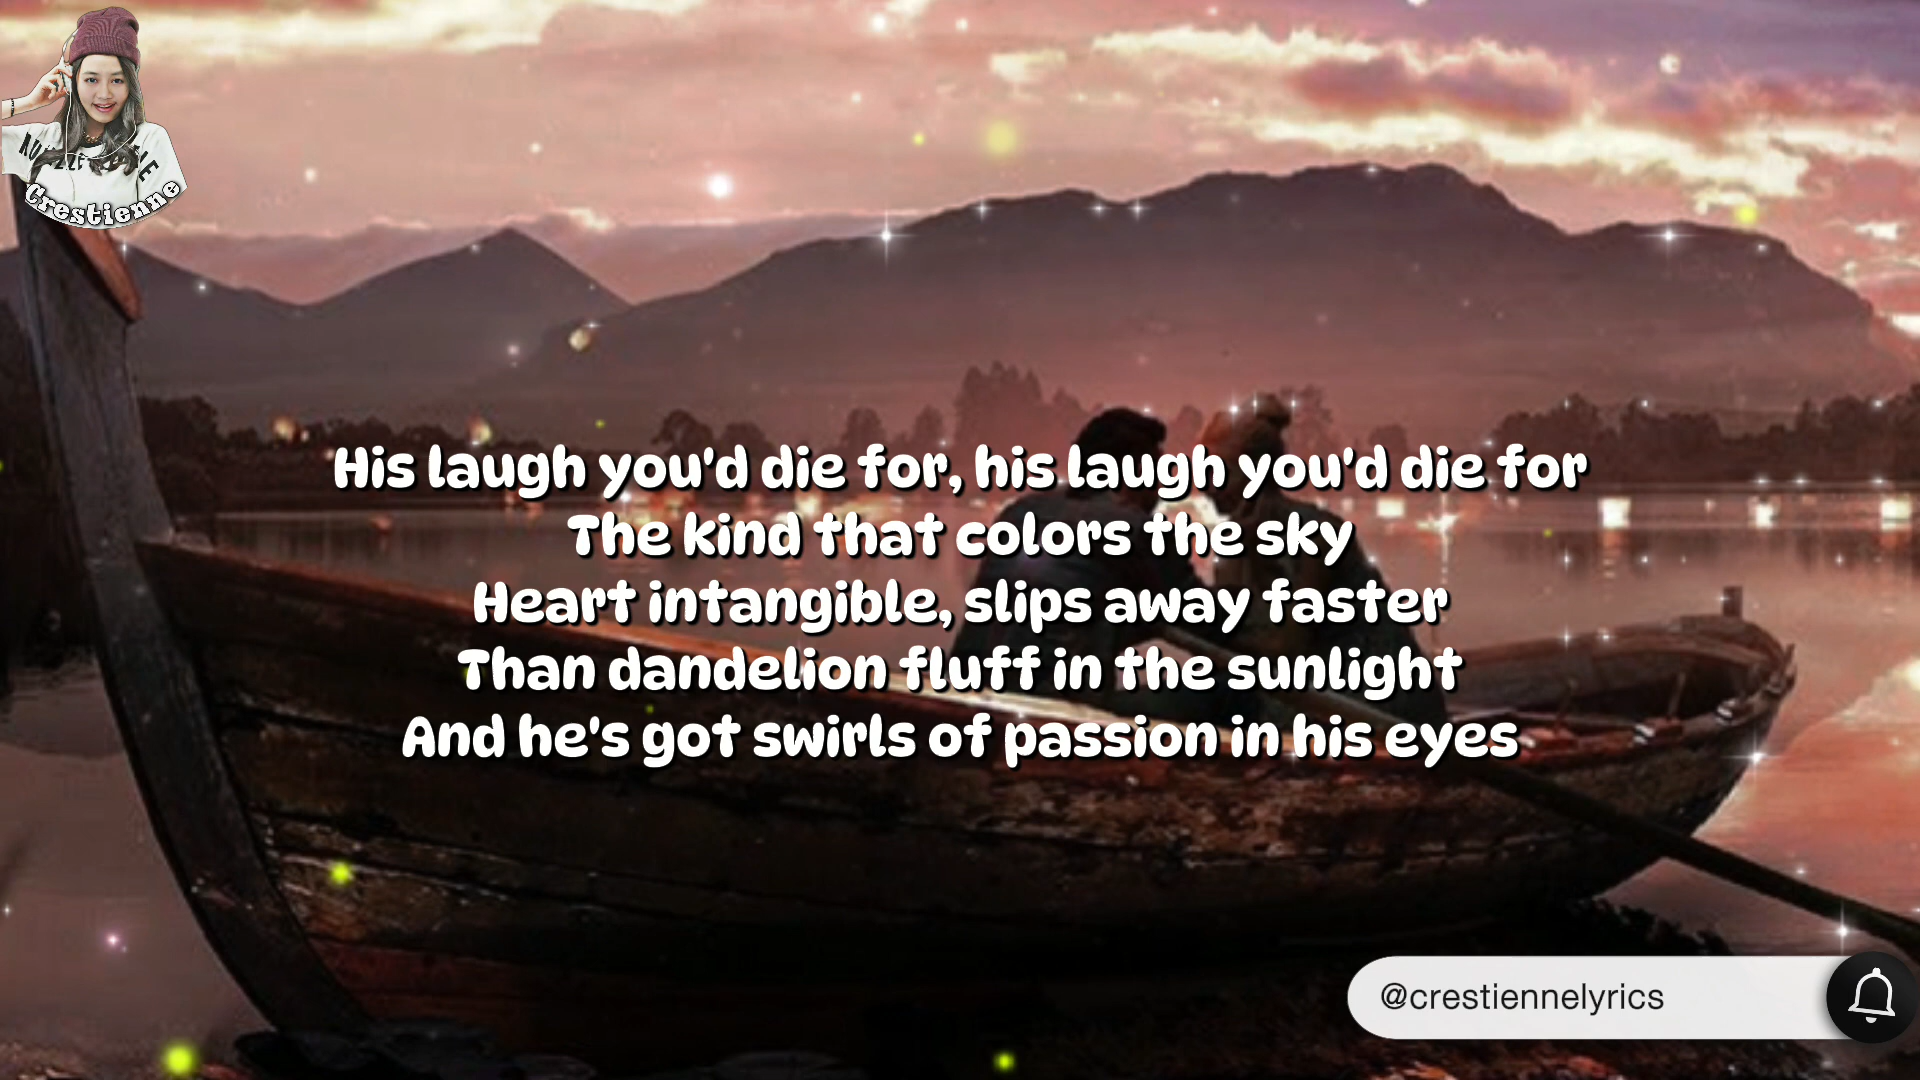 Crestienne
His laugh you'd die for, his laugh you'd die for
The kind that colors the sky
Heart intangible, slips away faster
Than dandelion fluff in the sunlight
And he's got swirls of passion in his eyes
@crestiennelyrics